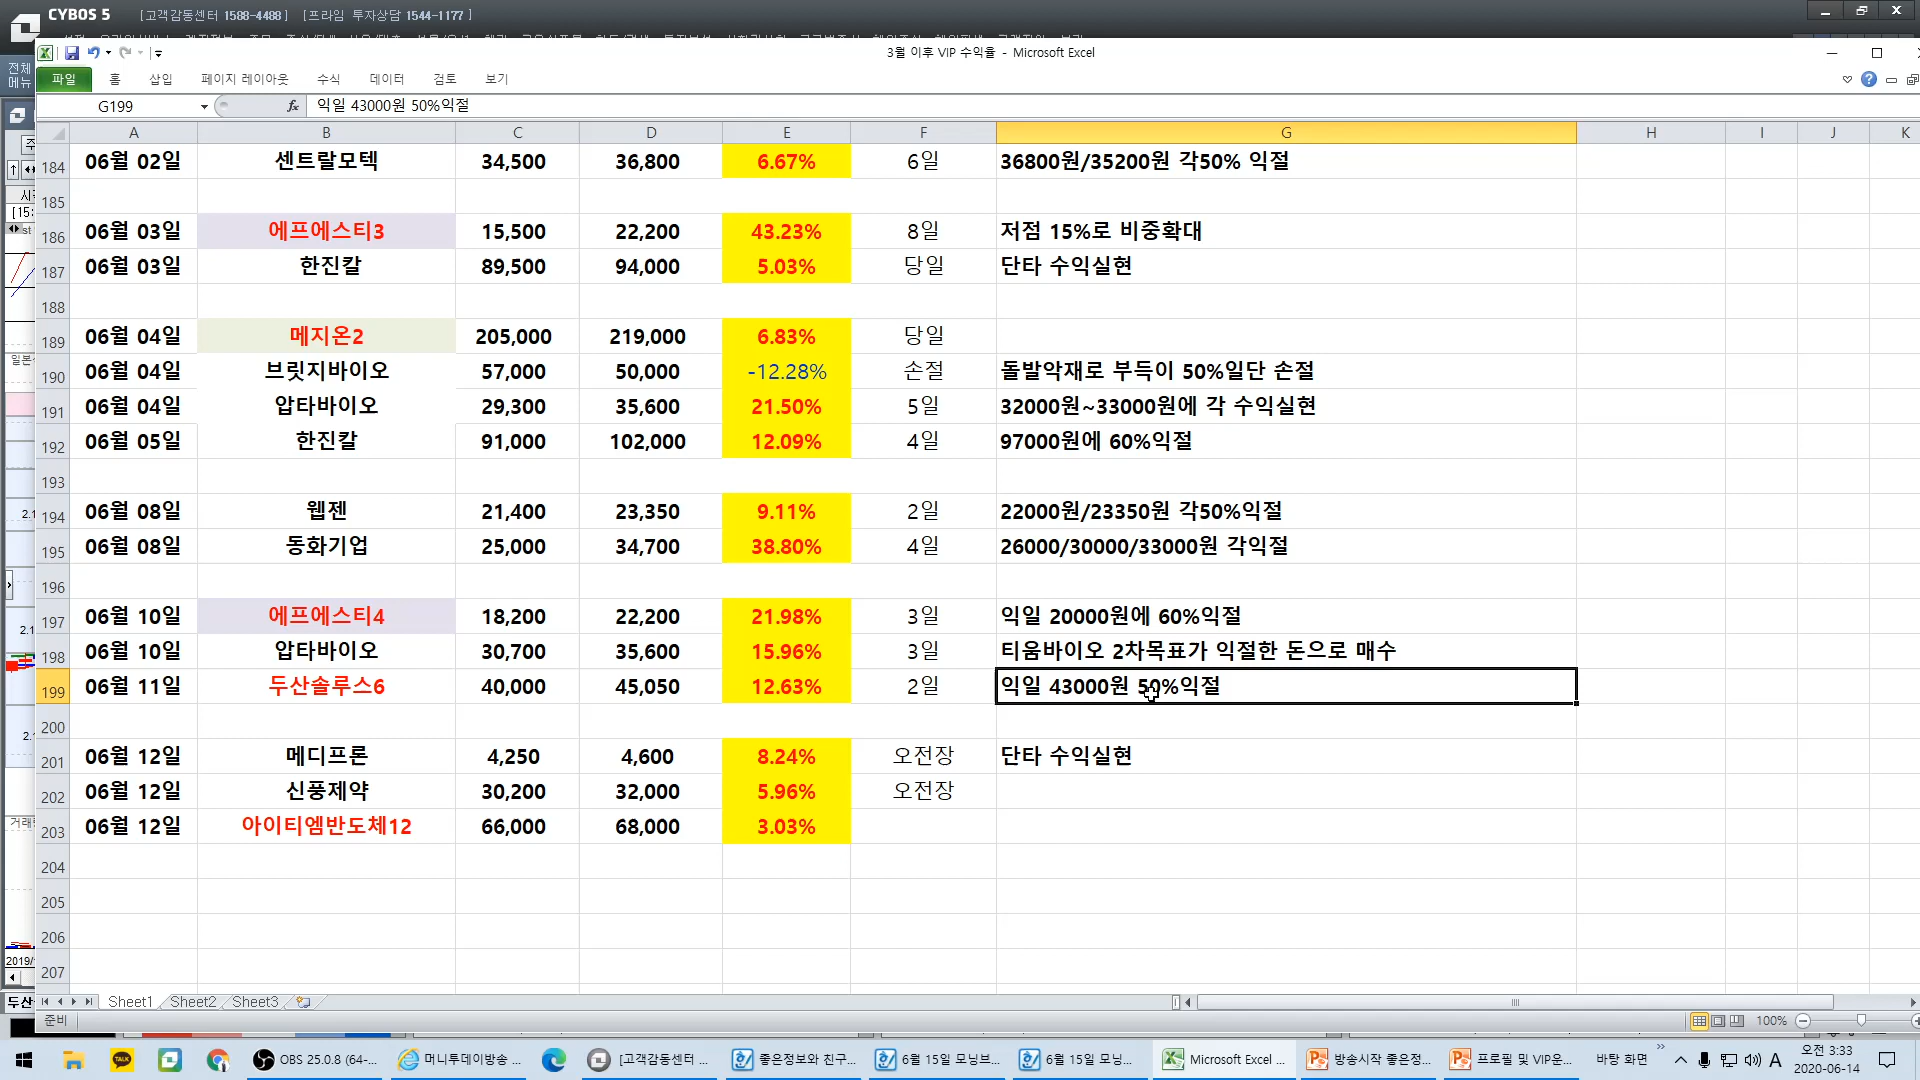 CYBOS 5 [고객감동센터 1588-4488] [프라임 투자상담 1544-1177]
3월 이후 VIP 수익율 - Microsoft Excel
전체
메뉴
파일 홈 삽입 페이지 레이아웃 수식 데이터 검토 보기
G199 fx 익일 43000원 50%익절
A B C D E F G H I J K
184 06월 02일 센트랄모텍 34,500 36,800 6.67% 6일 36800원/35200원 각50% 익절
185
186 06월 03일 에프에스티3 15,500 22,200 43.23% 8일 저점 15%로 비중확대
187 06월 03일 한진칼 89,500 94,000 5.03% 당일 단타 수익실현
188
189 06월 04일 메지온2 205,000 219,000 6.83% 당일
190 06월 04일 브릿지바이오 57,000 50,000 -12.28% 손절 돌발악재로 부득이 50%일단 손절
191 06월 04일 압타바이오 29,300 35,600 21.50% 5일 32000원~33000원에 각 수익실현
192 06월 05일 한진칼 91,000 102,000 12.09% 4일 97000원에 60%익절
193
194 06월 08일 웹젠 21,400 23,350 9.11% 2일 22000원/23350원 각50%익절
195 06월 08일 동화기업 25,000 34,700 38.80% 4일 26000/30000/33000원 각익절
196
197 06월 10일 에프에스티4 18,200 22,200 21.98% 3일 익일 20000원에 60%익절
198 06월 10일 압타바이오 30,700 35,600 15.96% 3일 티움바이오 2차목표가 익절한 돈으로 매수
199 06월 11일 두산솔루스6 40,000 45,050 12.63% 2일 익일 43000원 50%익절
200
201 06월 12일 메디프론 4,250 4,600 8.24% 오전장 단타 수익실현
202 06월 12일 신풍제약 30,200 32,000 5.96% 오전장
203 06월 12일 아이티엠반도체12 66,000 68,000 3.03%
204
205
206
207
2019/
두산
Sheet1 Sheet2 Sheet3
준비 100%
TALK OBS 25.0.8 (64-... 머니투데이방송 ... [고객감동센터 ... 좋은정보와 친구... 6월 15일 모닝브... 6월 15일 모닝... Microsoft Excel ... 방송시작 좋은정... 프로필 및 VIP운... 바탕 화면 A 오전 3:33
2020-06-14